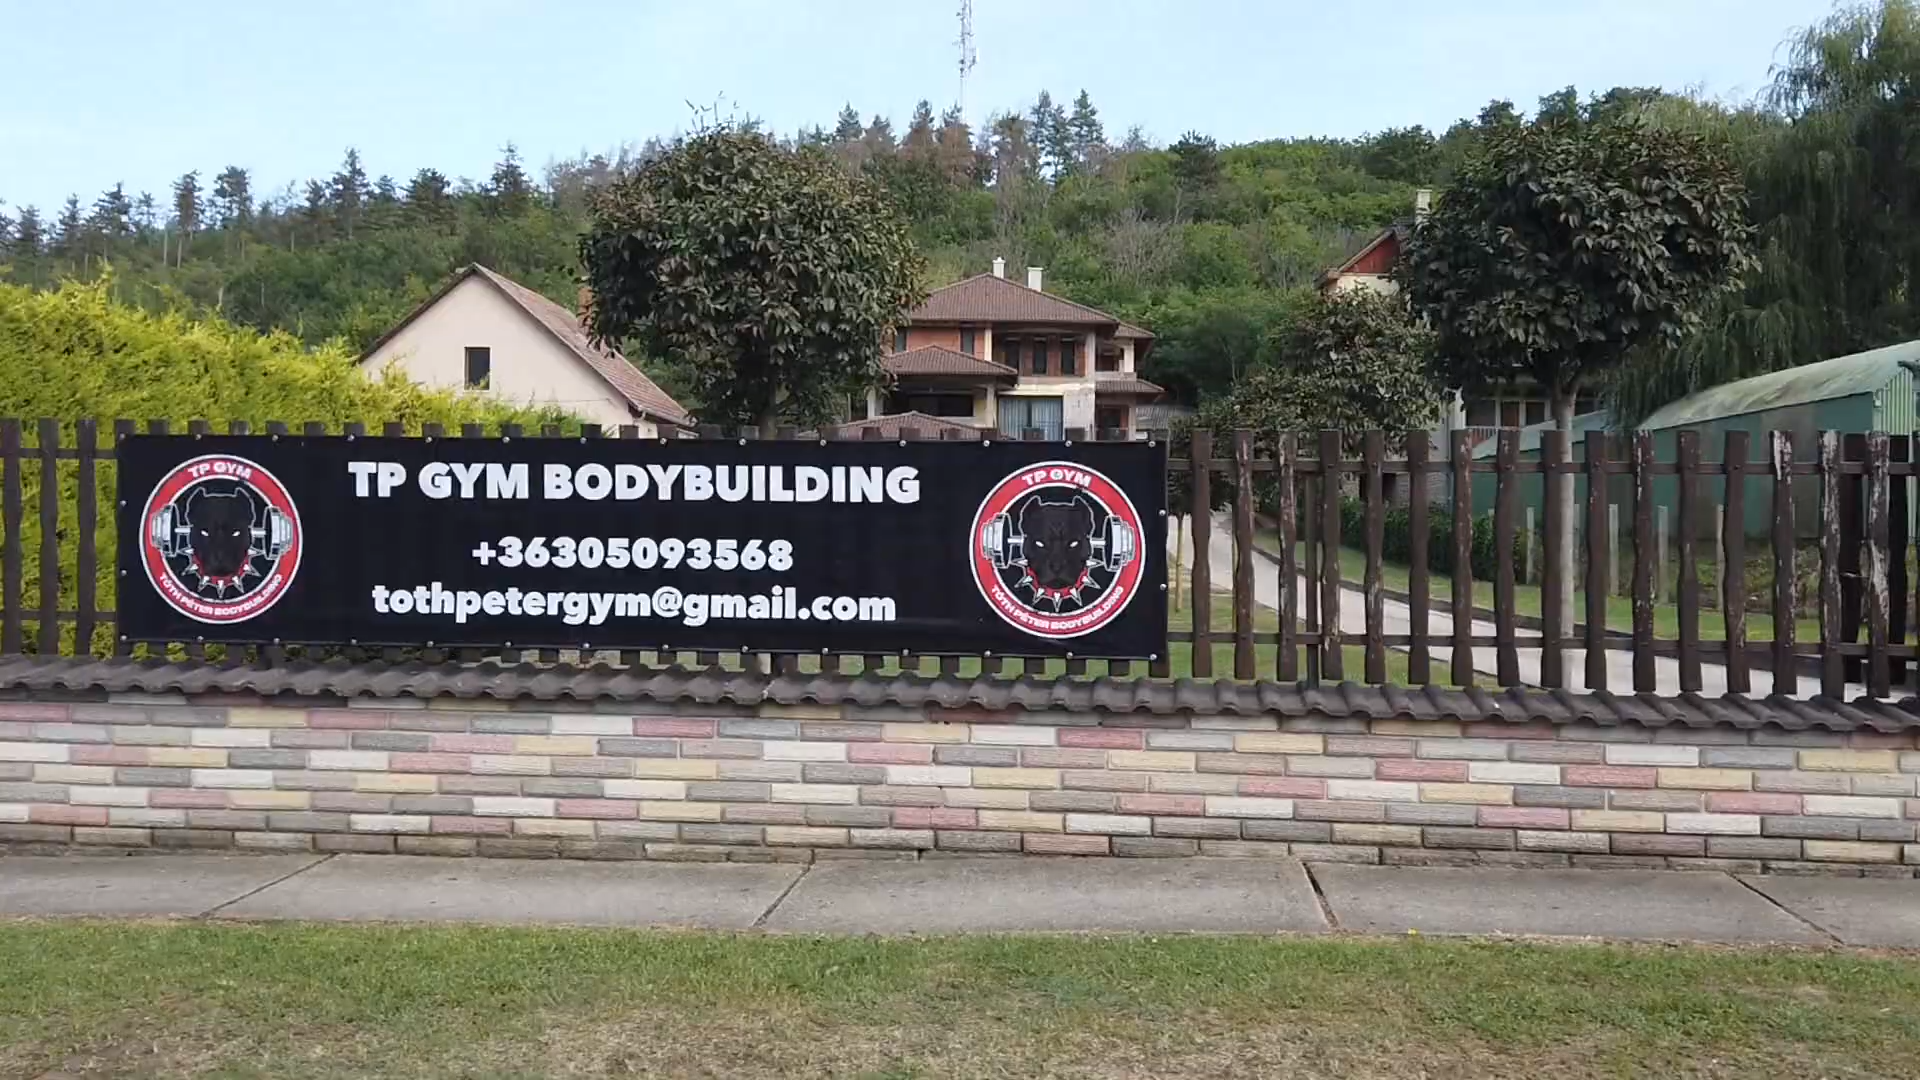 TP GYM BODYBUILDING
+36305093568
tothpetergym@gmail.com
TP GYM
TÓTH PÉTER BODYBUILDING
TP GYM
TÓTH PÉTER BODYBUILDING